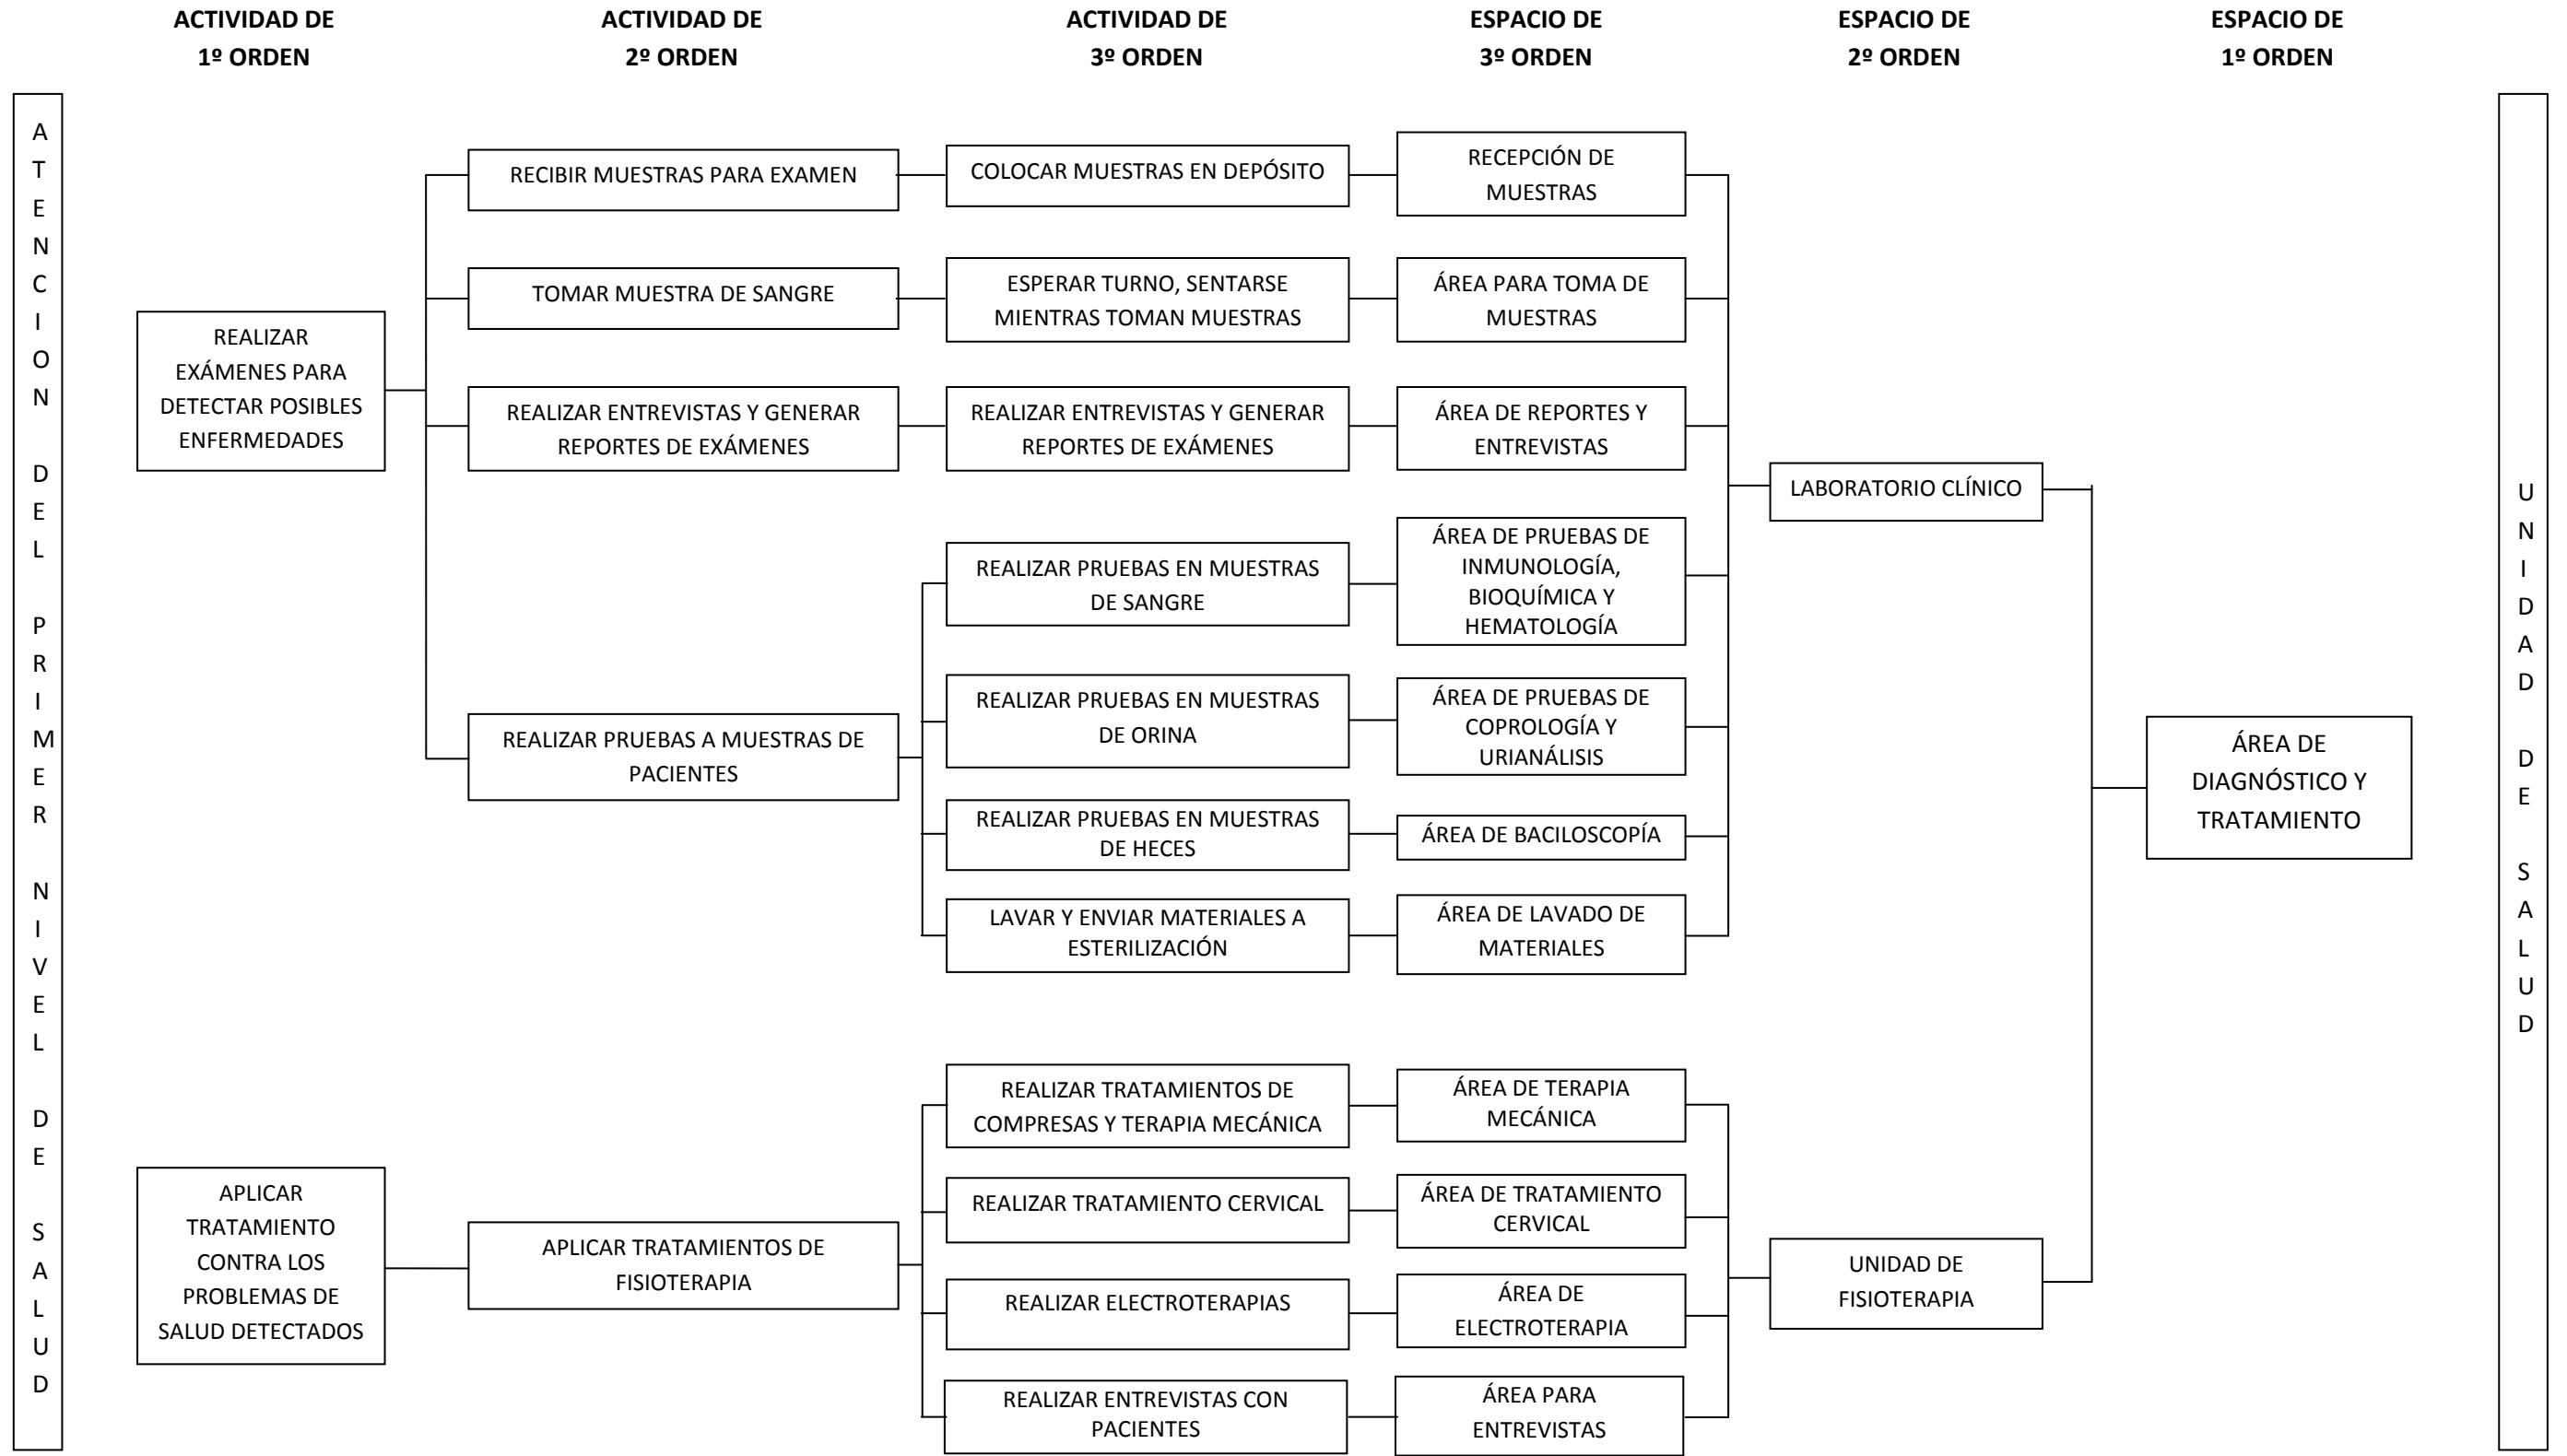 ACTIVIDAD DE
1º ORDEN
ACTIVIDAD DE
2º ORDEN
ACTIVIDAD DE
3º ORDEN
ESPACIO DE
3º ORDEN
ESPACIO DE
2º ORDEN
ESPACIO DE
1º ORDEN
ATENCION DEL PRIMER NIVEL DE SALUD
REALIZAR
EXÁMENES PARA
DETECTAR POSIBLES
ENFERMEDADES
RECIBIR MUESTRAS PARA EXAMEN
COLOCAR MUESTRAS EN DEPÓSITO
RECEPCIÓN DE
MUESTRAS
TOMAR MUESTRA DE SANGRE
ESPERAR TURNO, SENTARSE
MIENTRAS TOMAN MUESTRAS
ÁREA PARA TOMA DE
MUESTRAS
REALIZAR ENTREVISTAS Y GENERAR
REPORTES DE EXÁMENES
REALIZAR ENTREVISTAS Y GENERAR
REPORTES DE EXÁMENES
ÁREA DE REPORTES Y
ENTREVISTAS
REALIZAR PRUEBAS A MUESTRAS DE
PACIENTES
REALIZAR PRUEBAS EN MUESTRAS
DE SANGRE
ÁREA DE PRUEBAS DE
INMUNOLOGÍA,
BIOQUÍMICA Y
HEMATOLOGÍA
REALIZAR PRUEBAS EN MUESTRAS
DE ORINA
ÁREA DE PRUEBAS DE
COPROLOGÍA Y
URIANÁLISIS
REALIZAR PRUEBAS EN MUESTRAS
DE HECES
ÁREA DE BACILOSCOPÍA
LAVAR Y ENVIAR MATERIALES A
ESTERILIZACIÓN
ÁREA DE LAVADO DE
MATERIALES
LABORATORIO CLÍNICO
APLICAR
TRATAMIENTO
CONTRA LOS
PROBLEMAS DE
SALUD DETECTADOS
APLICAR TRATAMIENTOS DE
FISIOTERAPIA
REALIZAR TRATAMIENTOS DE
COMPRESAS Y TERAPIA MECÁNICA
ÁREA DE TERAPIA
MECÁNICA
REALIZAR TRATAMIENTO CERVICAL
ÁREA DE TRATAMIENTO
CERVICAL
REALIZAR ELECTROTERAPIAS
ÁREA DE
ELECTROTERAPIA
REALIZAR ENTREVISTAS CON
PACIENTES
ÁREA PARA
ENTREVISTAS
UNIDAD DE
FISIOTERAPIA
ÁREA DE
DIAGNÓSTICO Y
TRATAMIENTO
UNIDAD DE SALUD